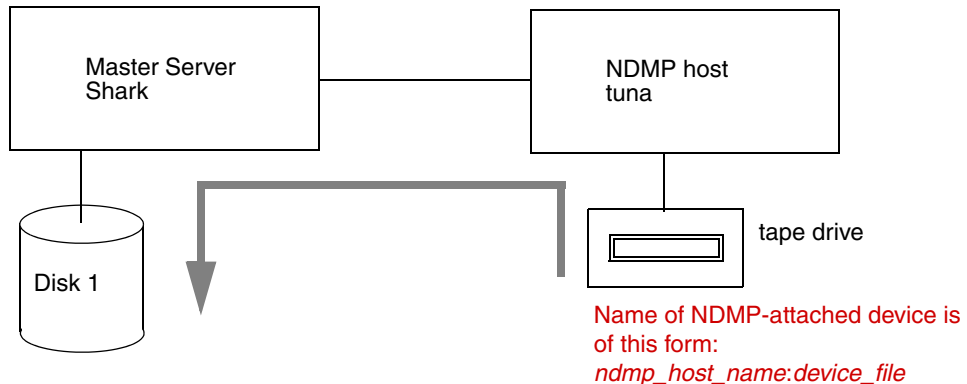 Master Server
Shark
NDMP host
tuna
tape drive
Disk 1
Name of NDMP-attached device is
of this form:
ndmp_host_name:device_file